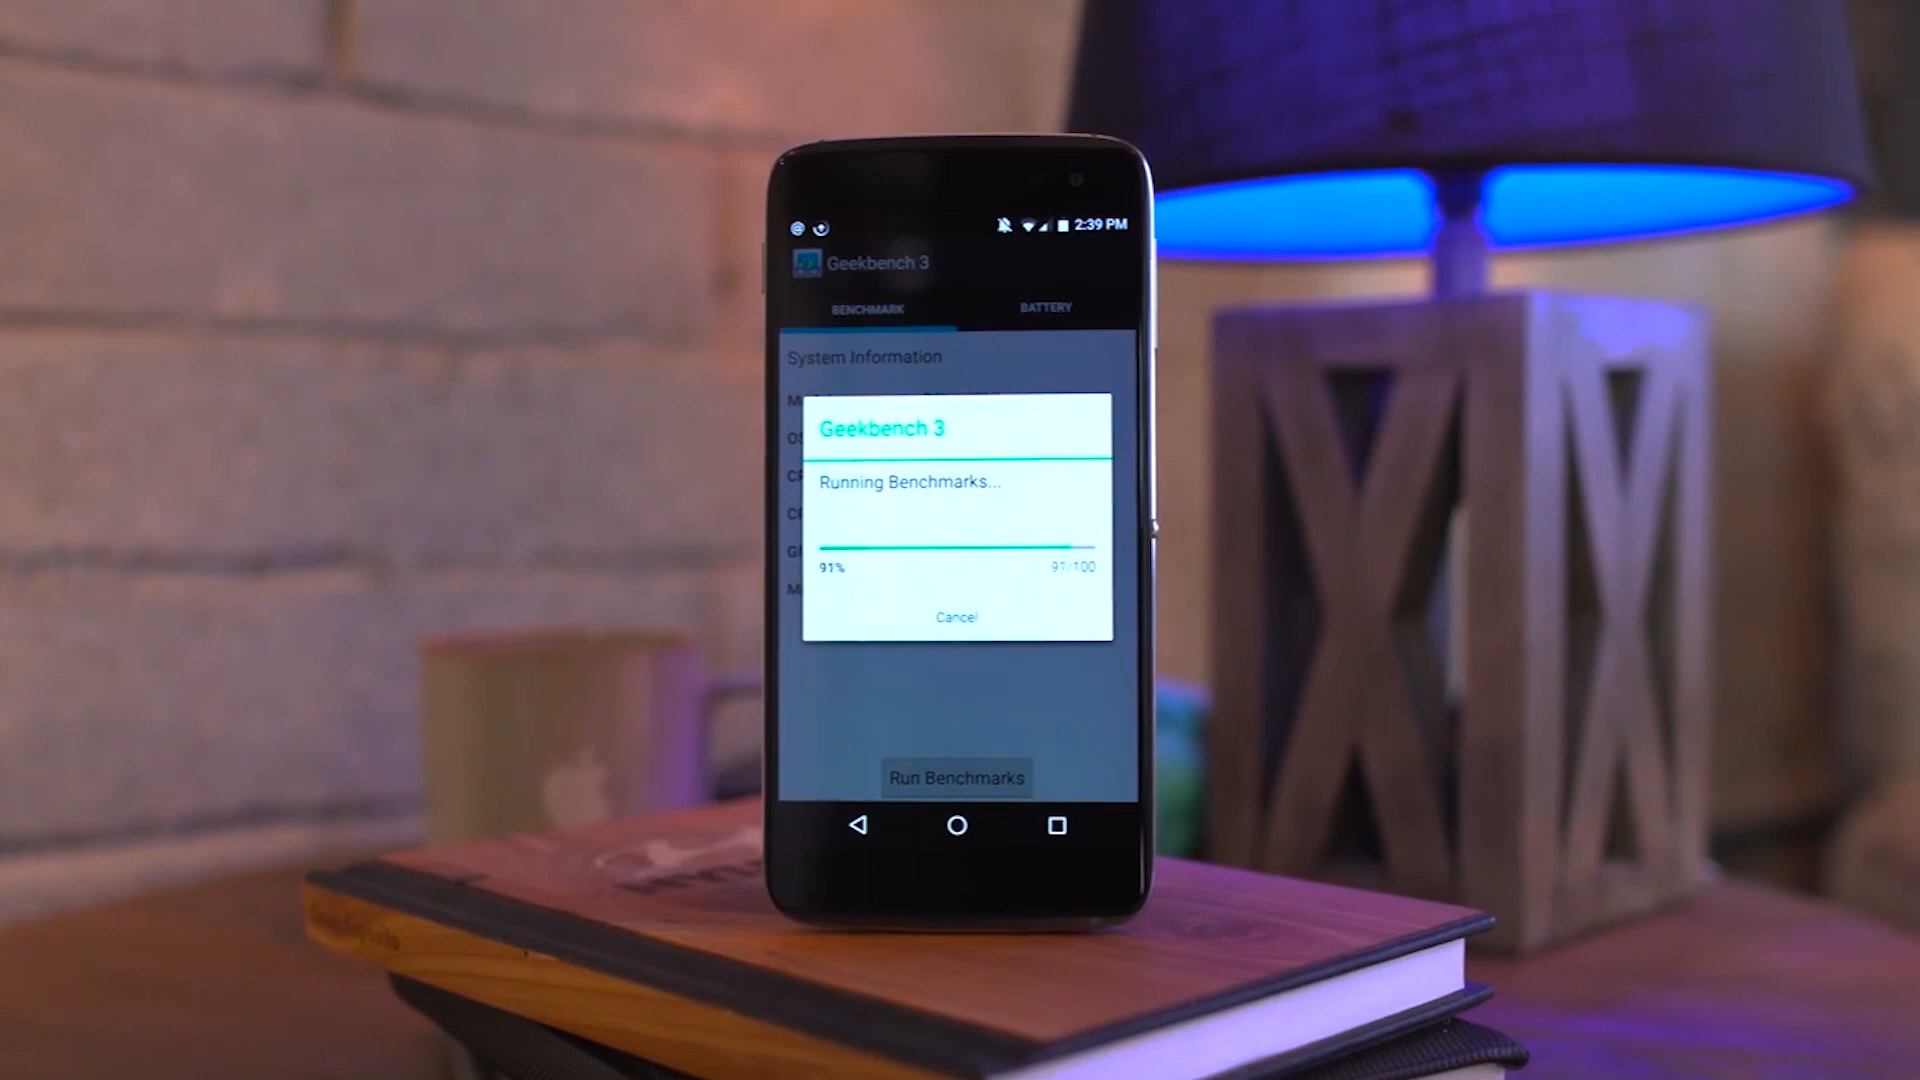 2:39 PM
Geekbench 3
BENCHMARK BATTERY
System Information
Geekbench 3
Running Benchmarks...
91% 91/100
Cancel
Run Benchmarks